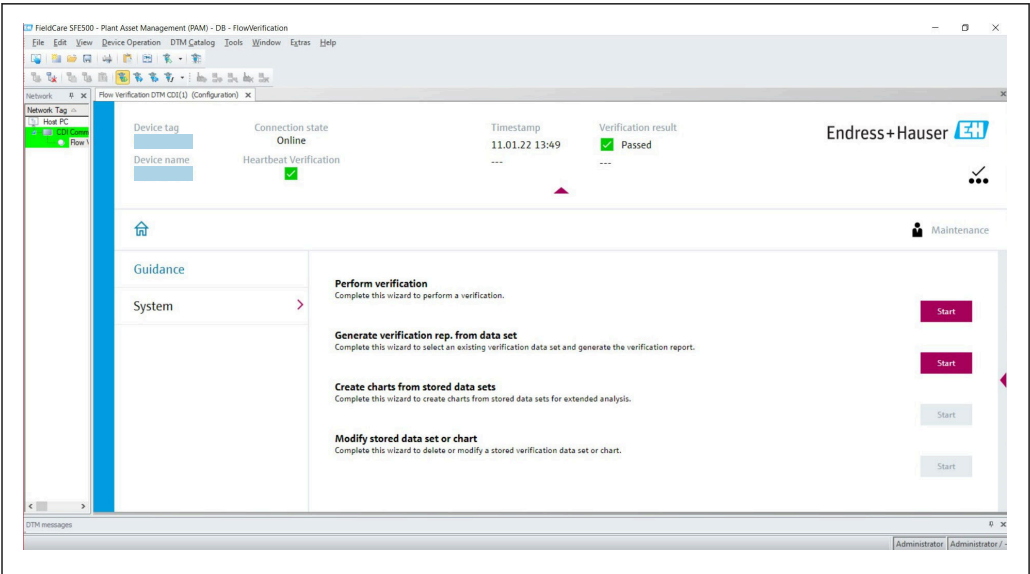 FieldCare SFE500 - Plant Asset Management (PAM) - DB - FlowVerification
File Edit View Device Operation DTM Catalog Tools Window Extras Help
Network
Flow Verification DTM CDI(1) (Configuration)
Network Tag
Host PC
CDI Comm
Flow V
Device tag
Connection state
Online
Timestamp
11.01.22 13:49
Verification result
Passed
Endress+Hauser
EH
Device name
Heartbeat Verification
---
---
Maintenance
Guidance
System
Perform verification
Complete this wizard to perform a verification.
Start
Generate verification rep. from data set
Complete this wizard to select an existing verification data set and generate the verification report.
Start
Create charts from stored data sets
Complete this wizard to create charts from stored data sets for extended analysis.
Start
Modify stored data set or chart
Complete this wizard to delete or modify a stored verification data set or chart.
Start
DTM messages
Administrator Administrator / -